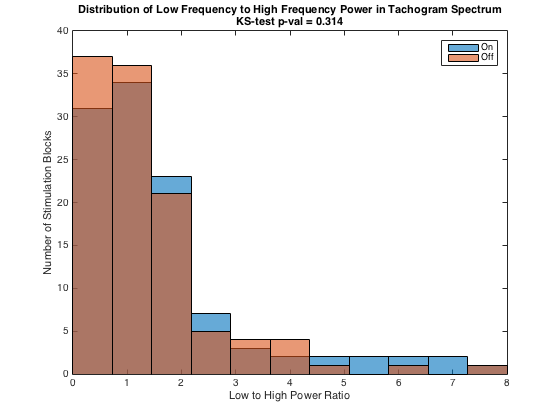 Distribution of Low Frequency to High Frequency Power in Tachogram Spectrum
KS-test p-val = 0.314
40
35
30
25
20
15
10
5
0
Number of Stimulation Blocks
On
Off
0 1 2 3 4 5 6 7 8
Low to High Power Ratio